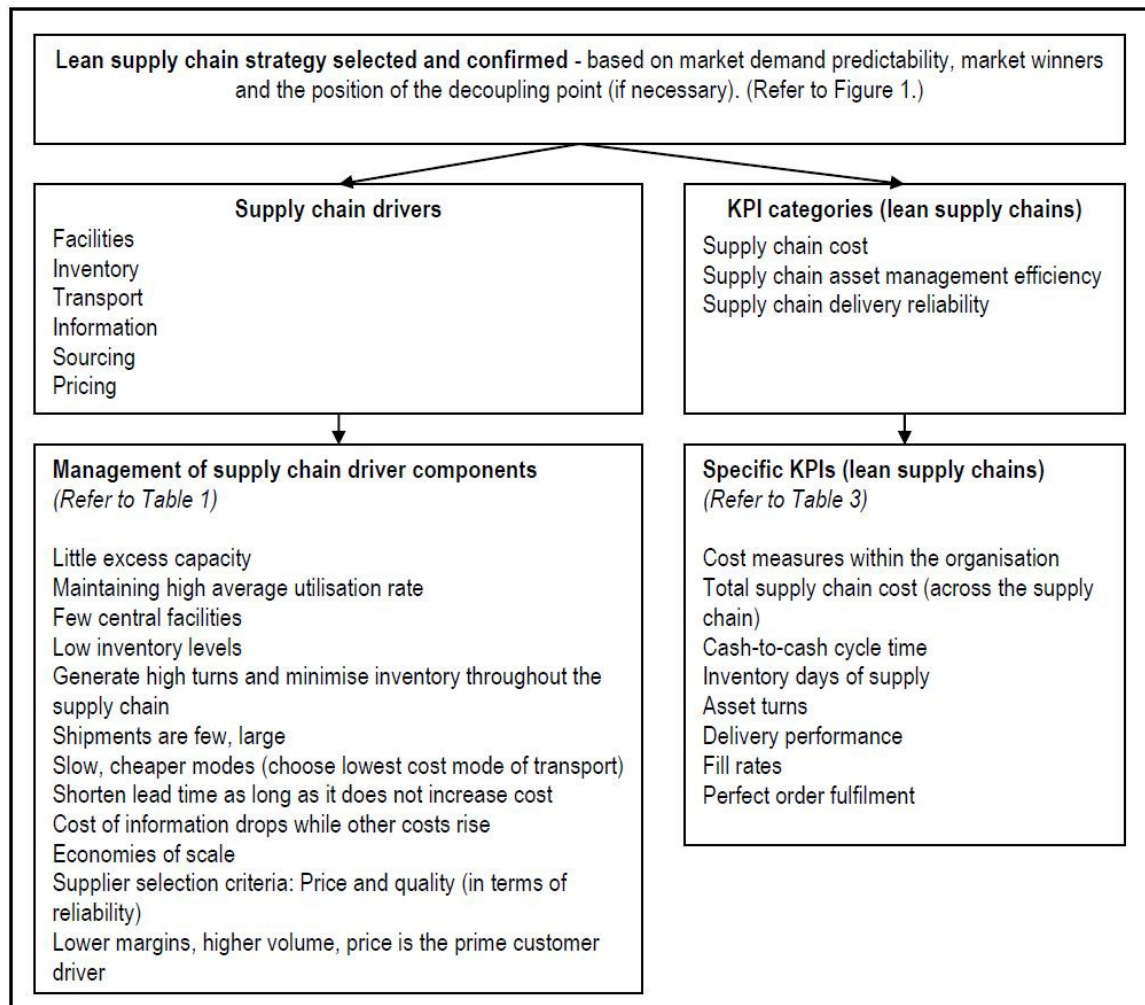 Lean supply chain strategy selected and confirmed - based on market demand predictability, market winners
and the position of the decoupling point (if necessary). (Refer to Figure 1.)
Supply chain drivers
Facilities
Inventory
Transport
Information
Sourcing
Pricing
KPI categories (lean supply chains)
Supply chain cost
Supply chain asset management efficiency
Supply chain delivery reliability
Management of supply chain driver components
(Refer to Table 1)
Little excess capacity
Maintaining high average utilisation rate
Few central facilities
Low inventory levels
Generate high turns and minimise inventory throughout the
supply chain
Shipments are few, large
Slow, cheaper modes (choose lowest cost mode of transport)
Shorten lead time as long as it does not increase cost
Cost of information drops while other costs rise
Economies of scale
Supplier selection criteria: Price and quality (in terms of
reliability)
Lower margins, higher volume, price is the prime customer
driver
Specific KPIs (lean supply chains)
(Refer to Table 3)
Cost measures within the organisation
Total supply chain cost (across the supply
chain)
Cash-to-cash cycle time
Inventory days of supply
Asset turns
Delivery performance
Fill rates
Perfect order fulfilment